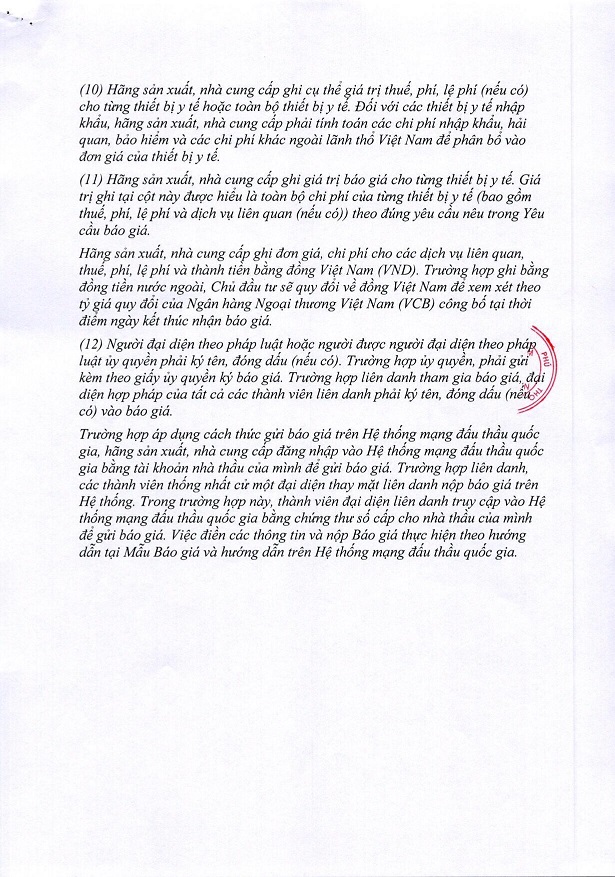 (10) Hãng sản xuất, nhà cung cấp ghi cụ thể giá trị thuế, phí, lệ phí (nếu có)
cho từng thiết bị y tế hoặc toàn bộ thiết bị y tế. Đối với các thiết bị y tế nhập
khẩu, hãng sản xuất, nhà cung cấp phải tính toán các chi phí nhập khẩu, hải
quan, bảo hiểm và các chi phí khác ngoài lãnh thổ Việt Nam để phân bổ vào
đơn giá của thiết bị y tế.
(11) Hãng sản xuất, nhà cung cấp ghi giá trị báo giá cho từng thiết bị y tế. Giá
trị ghi tại cột này được hiểu là toàn bộ chi phí của từng thiết bị y tế (bao gồm
thuế, phí, lệ phí và dịch vụ liên quan (nếu có)) theo đúng yêu cầu nêu trong Yêu
cầu báo giá.
Hãng sản xuất, nhà cung cấp ghi đơn giá, chi phí cho các dịch vụ liên quan,
thuế, phí, lệ phí và thành tiền bằng đồng Việt Nam (VND). Trường hợp ghi bằng
đồng tiền nước ngoài, Chủ đầu tư sẽ quy đổi về đồng Việt Nam để xem xét theo
tỷ giá quy đổi của Ngân hàng Ngoại thương Việt Nam (VCB) công bố tại thời
điểm ngày kết thúc nhận báo giá.
(12) Người đại diện theo pháp luật hoặc người được người đại diện theo pháp
luật ủy quyền phải ký tên, đóng dấu (nếu có). Trường hợp ủy quyền, phải gửi
kèm theo giấy ủy quyền ký báo giá. Trường hợp liên danh tham gia báo giá, đại
diện hợp pháp của tất cả các thành viên liên danh phải ký tên, đóng dấu (nếu
có) vào báo giá.
Trường hợp áp dụng cách thức gửi báo giá trên Hệ thống mạng đấu thầu quốc
gia, hãng sản xuất, nhà cung cấp đăng nhập vào Hệ thống mạng đấu thầu quốc
gia bằng tài khoản nhà thầu của mình để gửi báo giá. Trường hợp liên danh,
các thành viên thống nhất cử một đại diện thay mặt liên danh nộp báo giá trên
Hệ thống. Trong trường hợp này, thành viên đại diện liên danh truy cập vào Hệ
thống mạng đấu thầu quốc gia bằng chứng thư số cấp cho nhà thầu của mình
để gửi báo giá. Việc điền các thông tin và nộp Báo giá thực hiện theo hướng
dẫn tại Mẫu Báo giá và hướng dẫn trên Hệ thống mạng đấu thầu quốc gia.
PHÚ